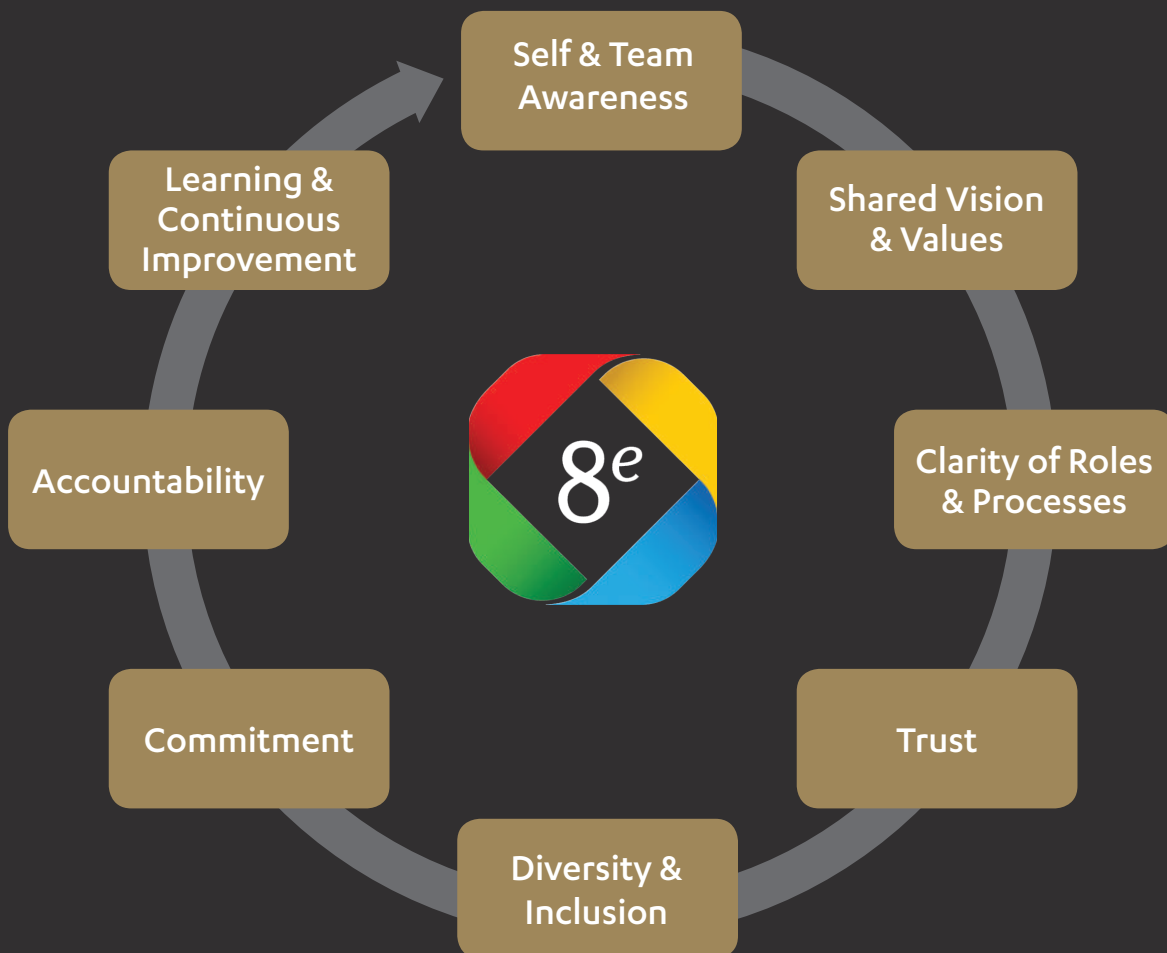 Self & Team
Awareness
Shared Vision
& Values
Clarity of Roles
& Processes
Trust
Diversity &
Inclusion
Commitment
Accountability
Learning &
Continuous
Improvement
8e